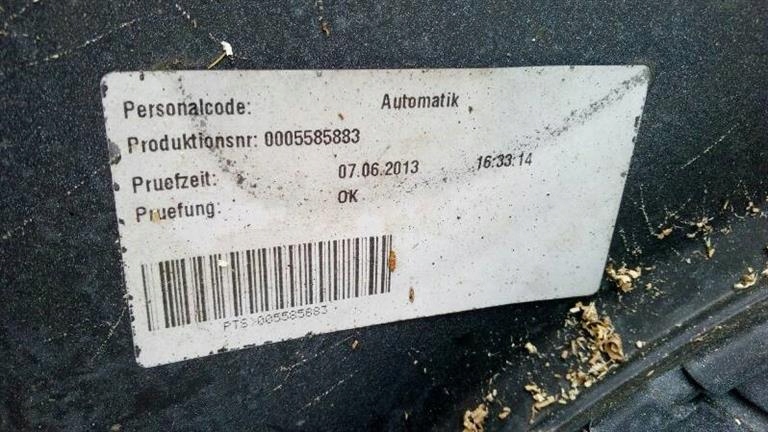 Personalcode: Automatik
Produktionsnr: 0005585883
Pruefzeit: 07.06.2013 16:33:14
Pruefung: OK
PTS>005585883